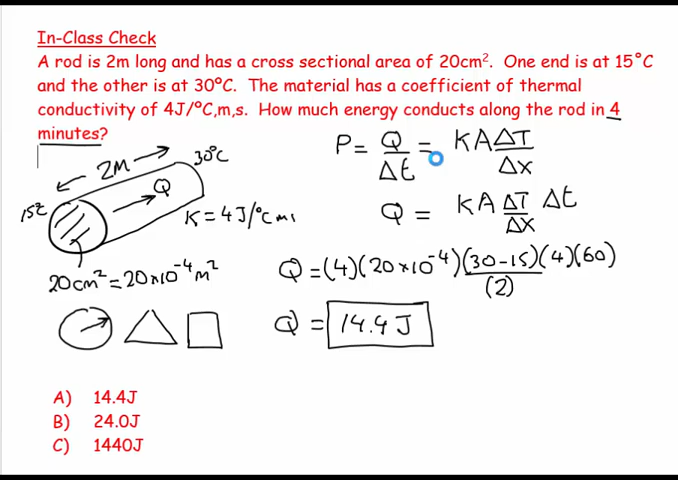 In-Class Check
A rod is 2m long and has a cross sectional area of 20cm². One end is at 15°C
and the other is at 30°C. The material has a coefficient of thermal
conductivity of 4J/°C,m,s. How much energy conducts along the rod in 4
minutes?
P = Q/Δt = KAΔT/Δx
2M
30°C
15°C
Q
K = 4J/°Cms
Q = KA ΔT/Δx Δt
20cm² = 20×10⁻⁴m²
Q = (4)(20×10⁻⁴)(30-15)/(2)(4)(60)
Q = 14.4J
A) 14.4J
B) 24.0J
C) 1440J